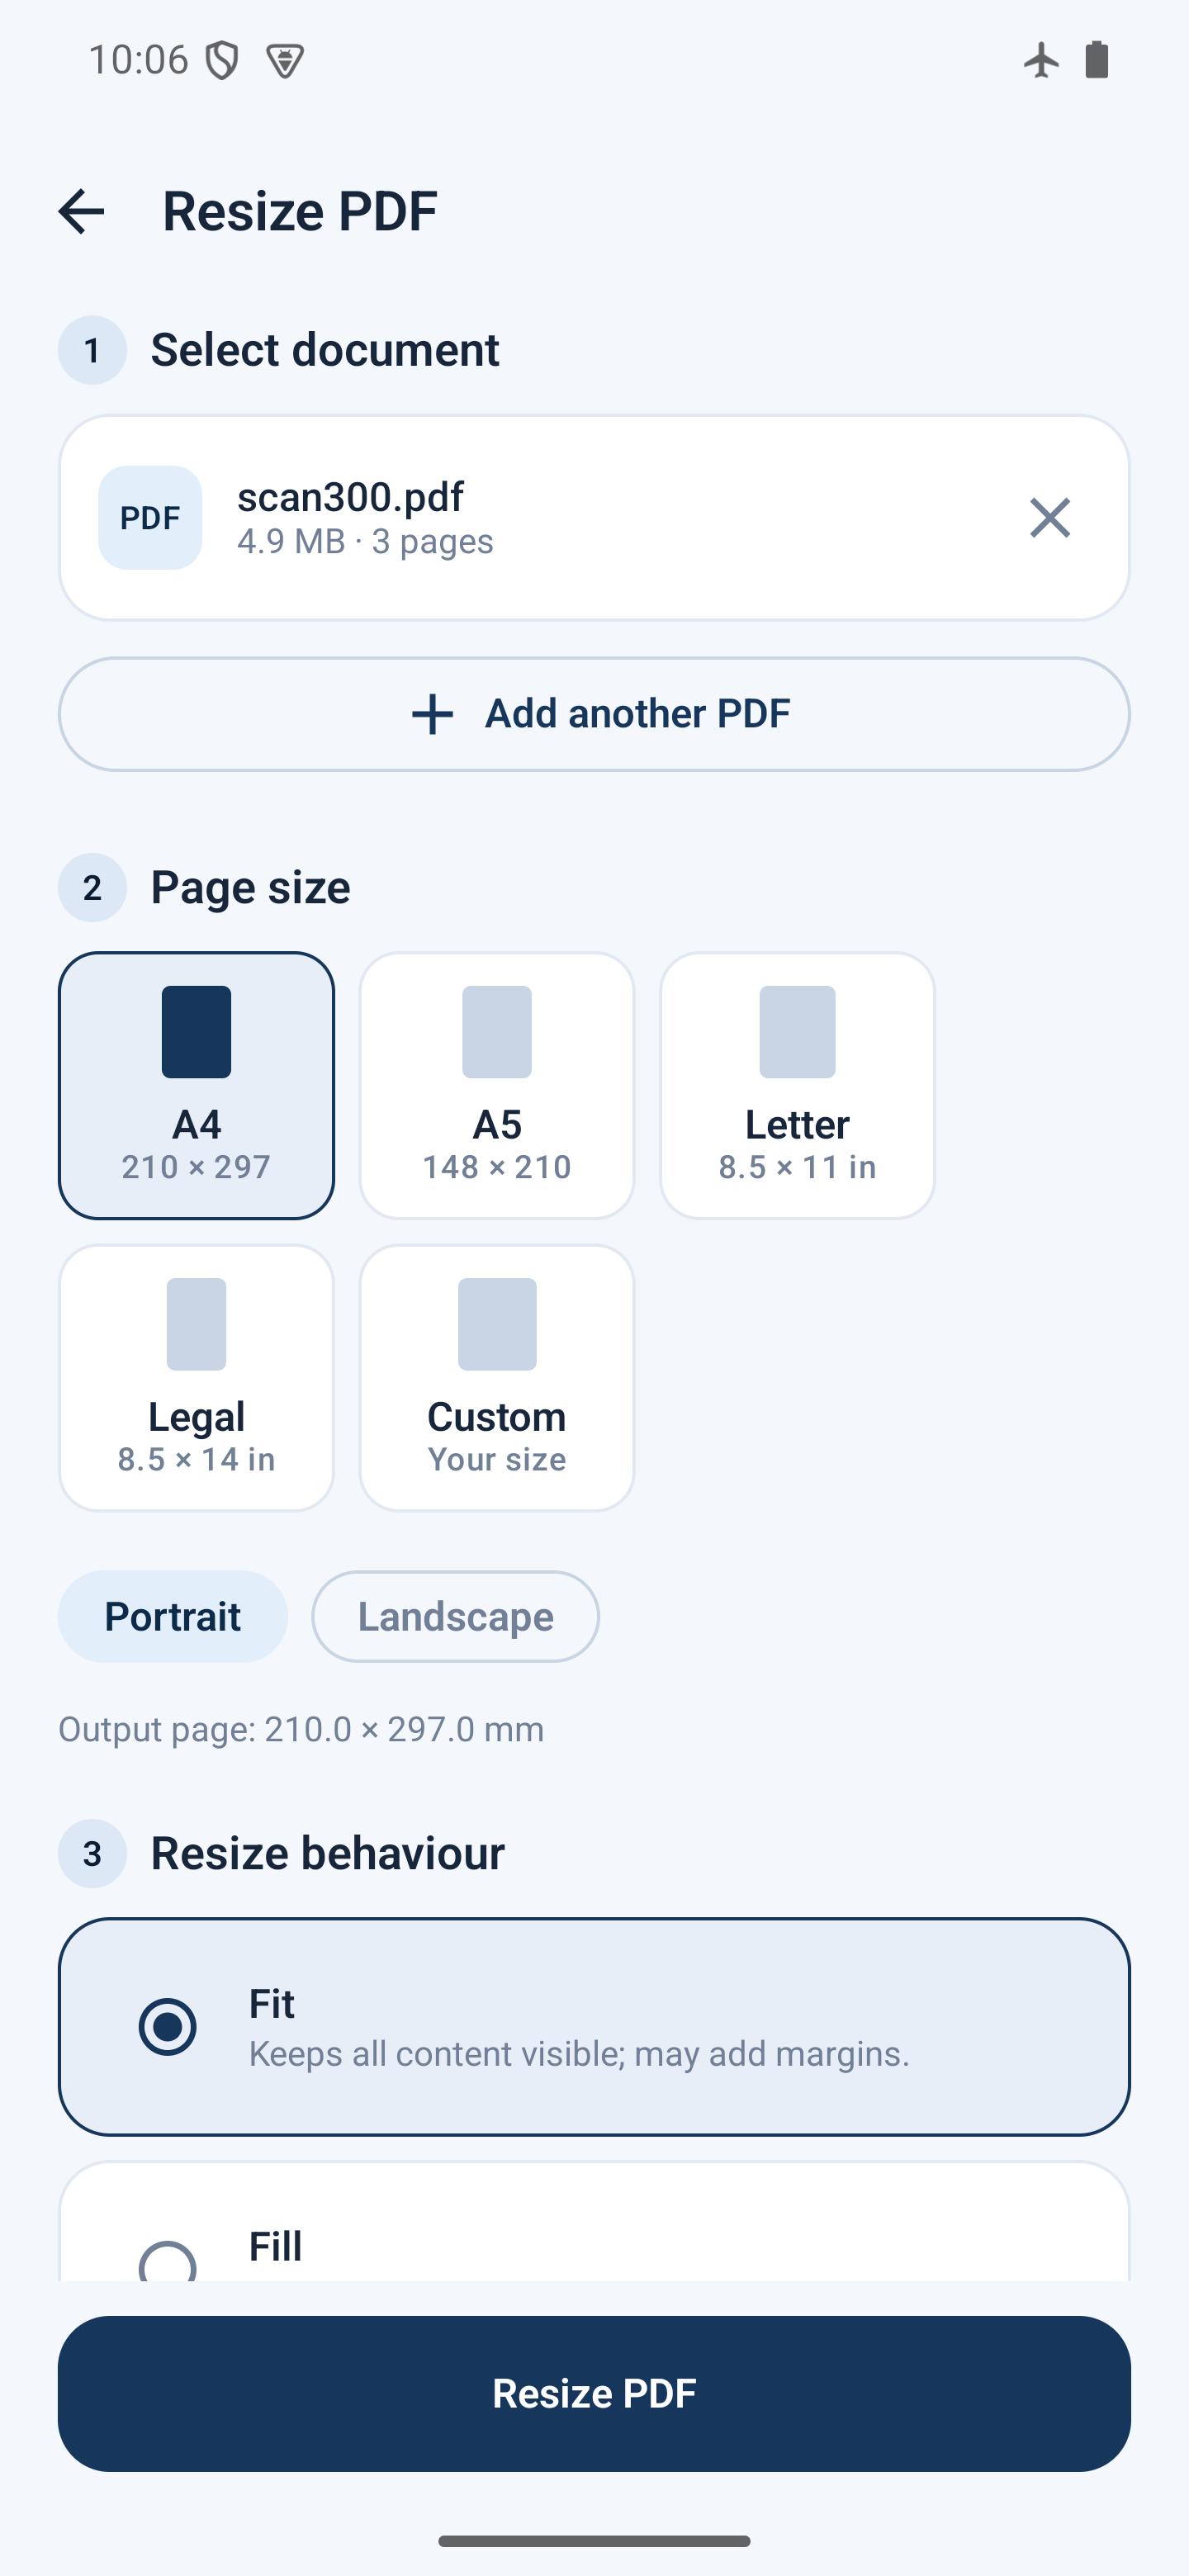 10:06
Resize PDF
1 Select document
PDF
scan300.pdf
4.9 MB · 3 pages
Add another PDF
2 Page size
A4
210 × 297
A5
148 × 210
Letter
8.5 × 11 in
Legal
8.5 × 14 in
Custom
Your size
Portrait
Landscape
Output page: 210.0 × 297.0 mm
3 Resize behaviour
Fit
Keeps all content visible; may add margins.
Fill
Resize PDF